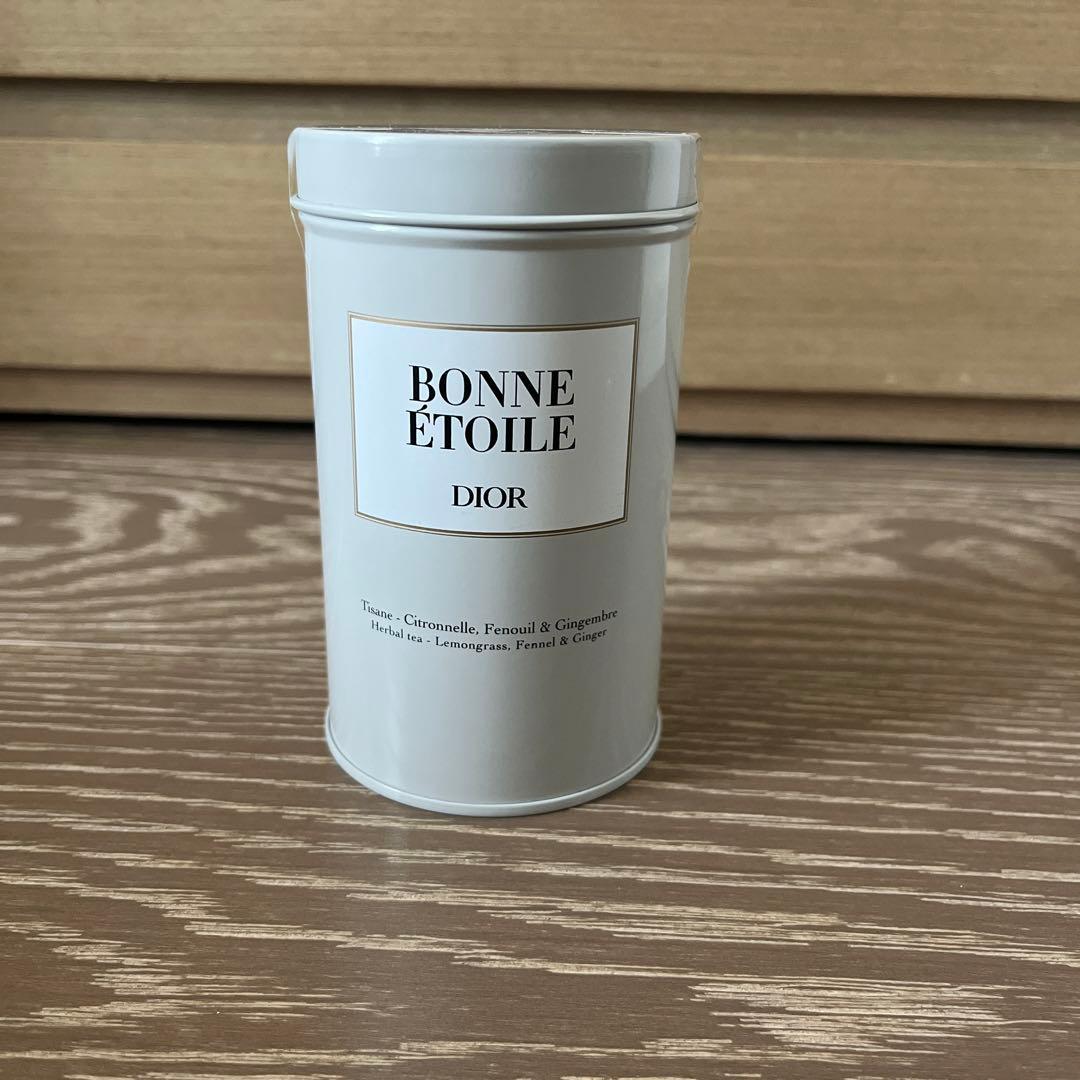 BONNE
ÉTOILE
DIOR
Tisane - Citronnelle, Fenouil & Gingembre
Herbal tea - Lemongrass, Fennel & Ginger